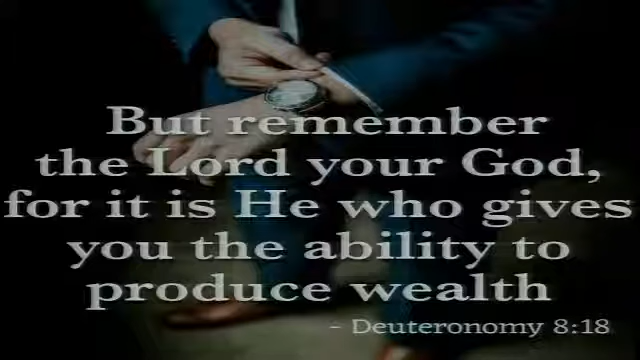 But remember
the Lord your God,
for it is He who gives
you the ability to
produce wealth
- Deuteronomy 8:18